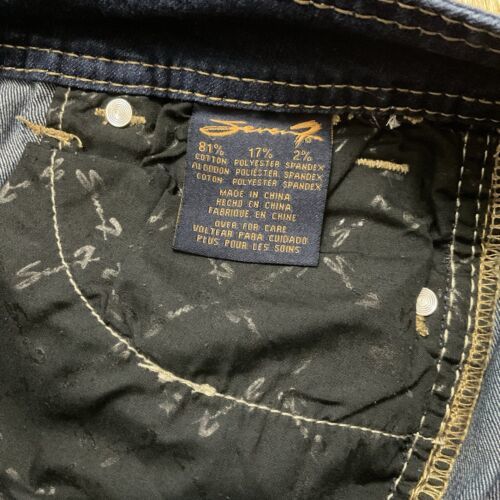 Seven7
81% 17% 2%
COTTON POLYESTER SPANDEX
ALGODON POLIESTER SPANDEX
COTON POLYESTER SPANDEX
MADE IN CHINA
HECHO EN CHINA
FABRIQUE EN CHINE
OVER FOR CARE
VOLTEAR PARA CUIDADO
PLUS POUR LES SOINS